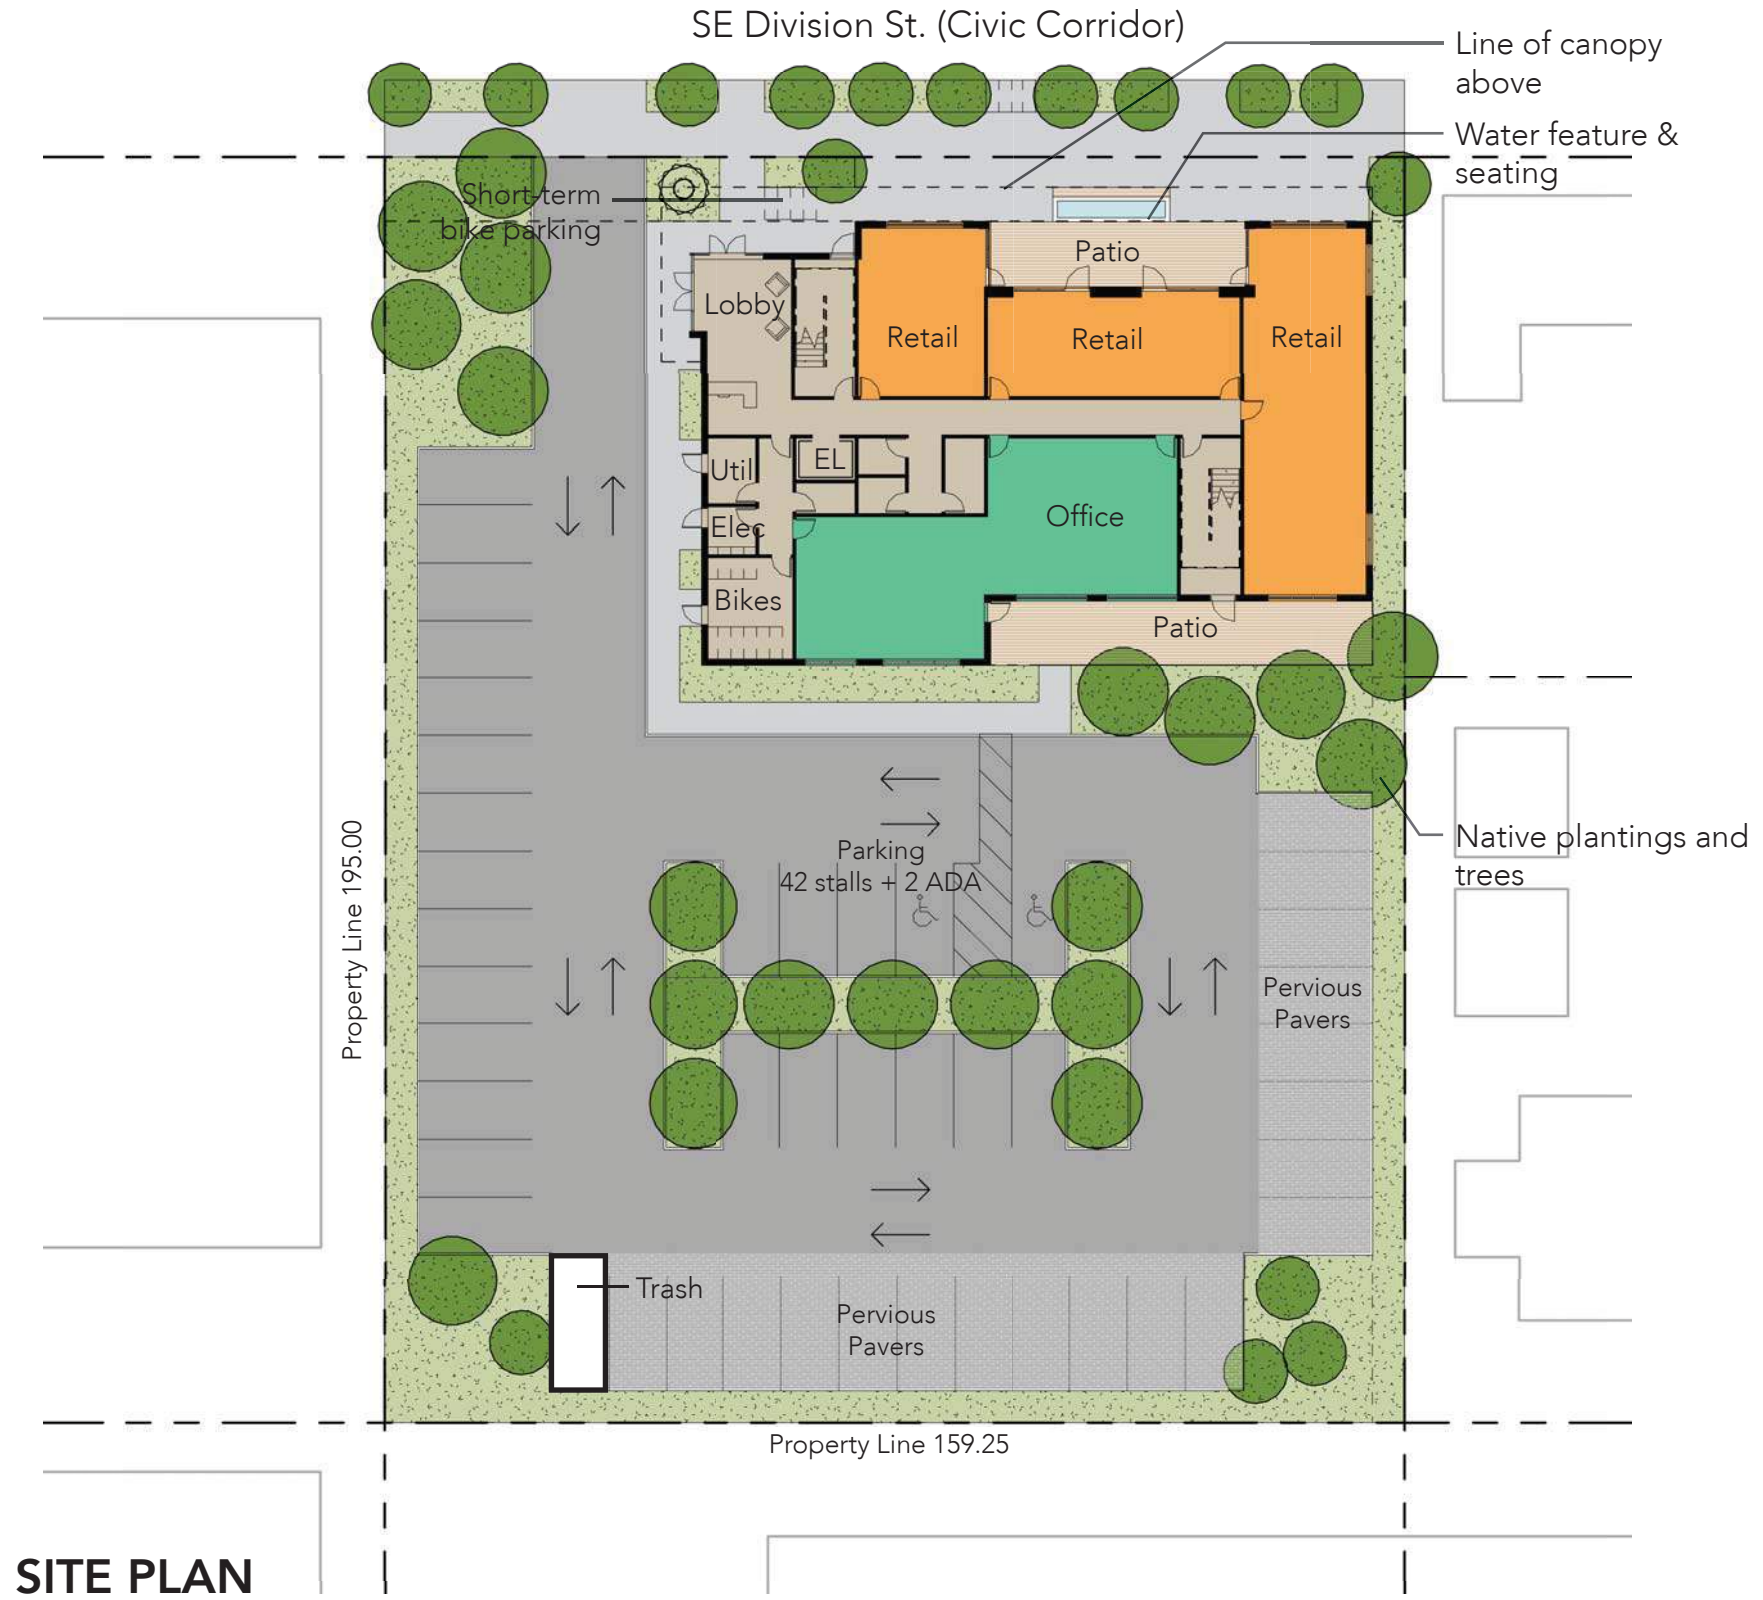 SE Division St. (Civic Corridor)
Line of canopy
above
Water feature &
seating
Short-term
bike parking
Patio
Lobby
Retail
Retail
Retail
EL
Util
Office
Elec
Bikes
Patio
Parking
42 stalls + 2 ADA
Native plantings and
trees
Property Line 195.00
Pervious
Pavers
Trash
Pervious
Pavers
Property Line 159.25
SITE PLAN